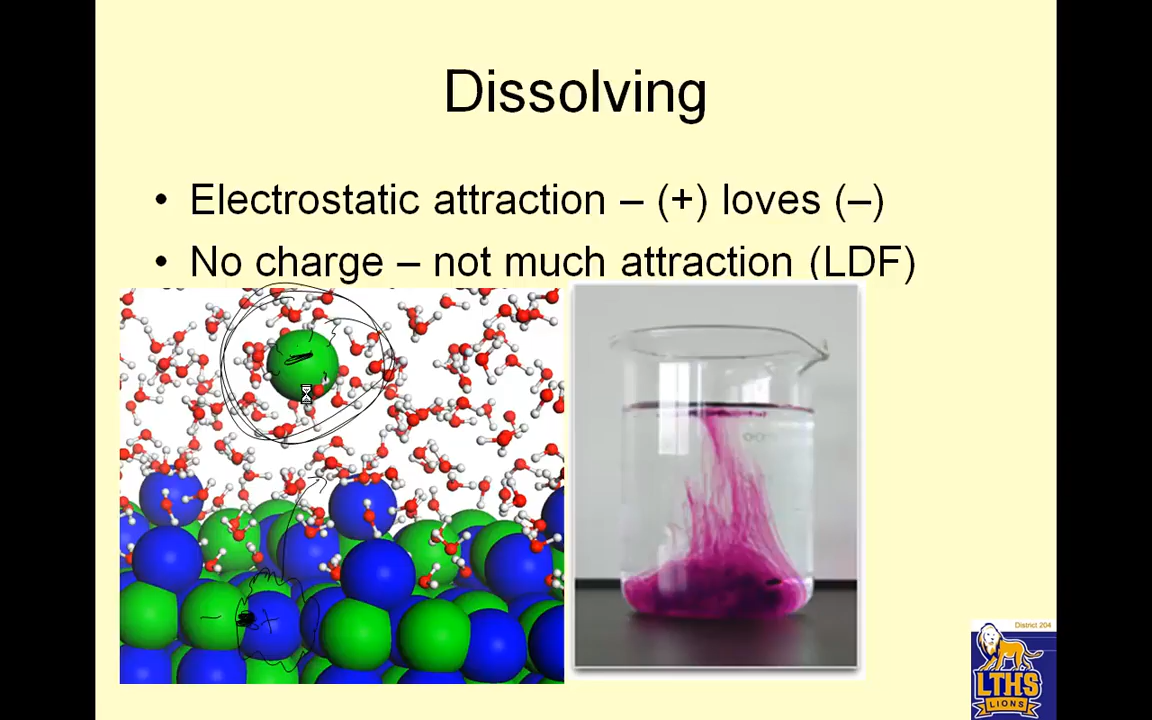 Dissolving
• Electrostatic attraction – (+) loves (–)
• No charge – not much attraction (LDF)
–
– +
District 204
LTHS
LIONS